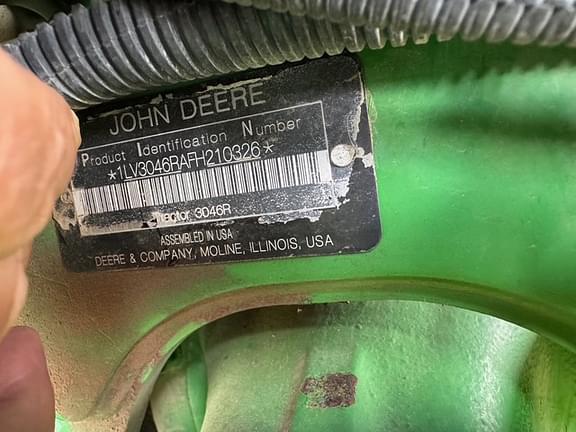 JOHN DEERE
Product Identification Number
*1LV3046RAFH210326*
Tractor 3046R
ASSEMBLED IN USA
DEERE & COMPANY, MOLINE, ILLINOIS, USA